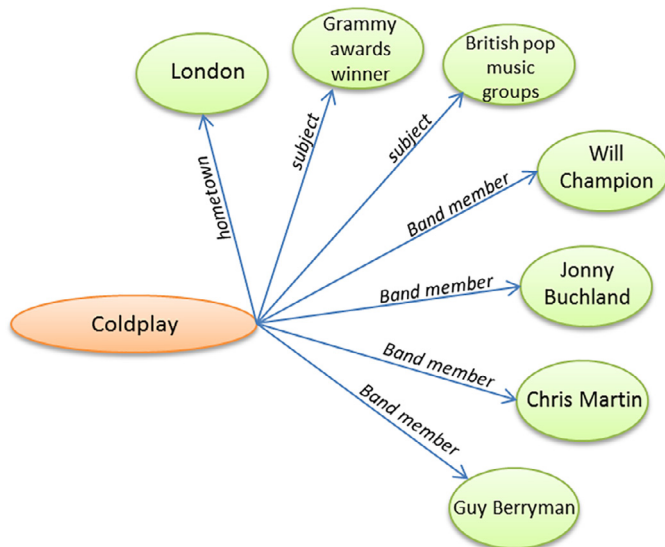 Grammy
awards
winner
British pop
music
groups
London
hometown
subject
subject
Will
Champion
Band member
Jonny
Buchland
Band member
Coldplay
Band member
Chris Martin
Band member
Guy Berryman